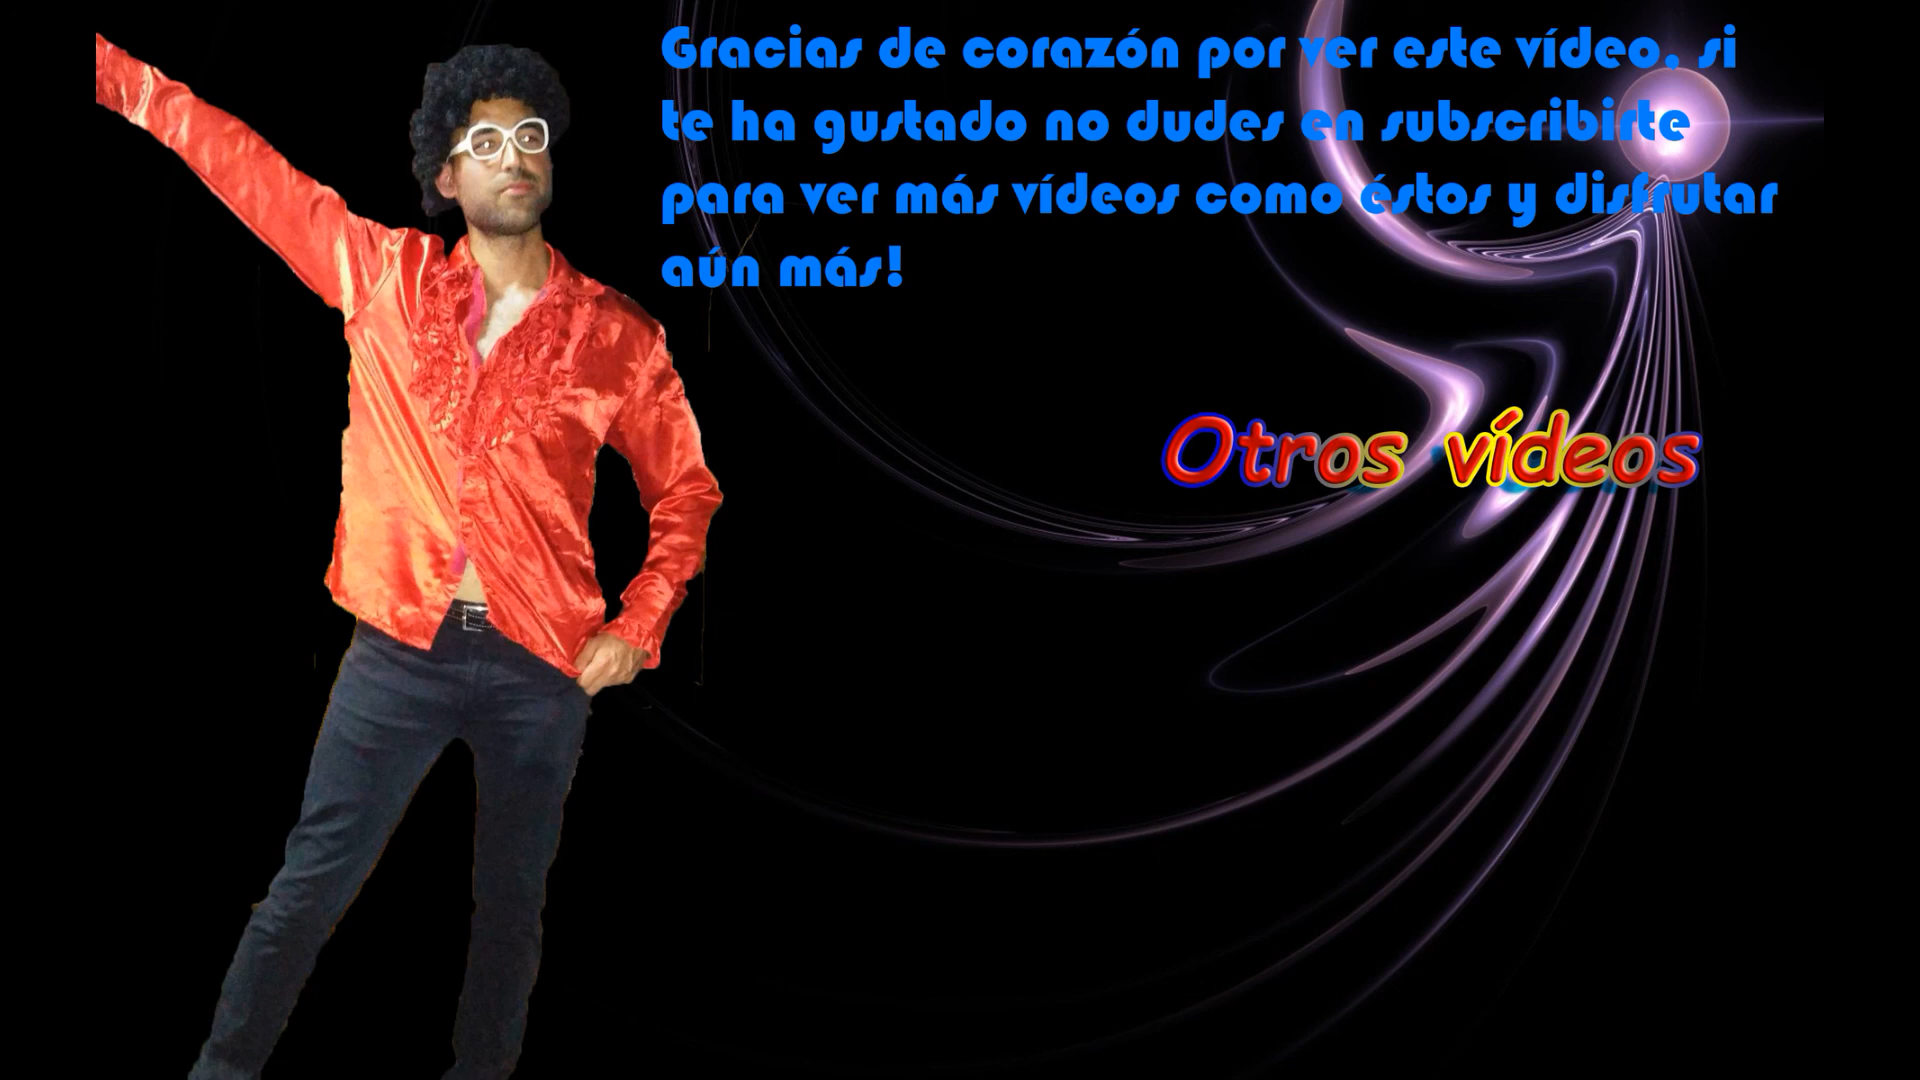 Gracias de corazón por ver este vídeo, si
te ha gustado no dudes en subscribirte
para ver más vídeos como éstos y disfrutar
aún más!
Otros vídeos